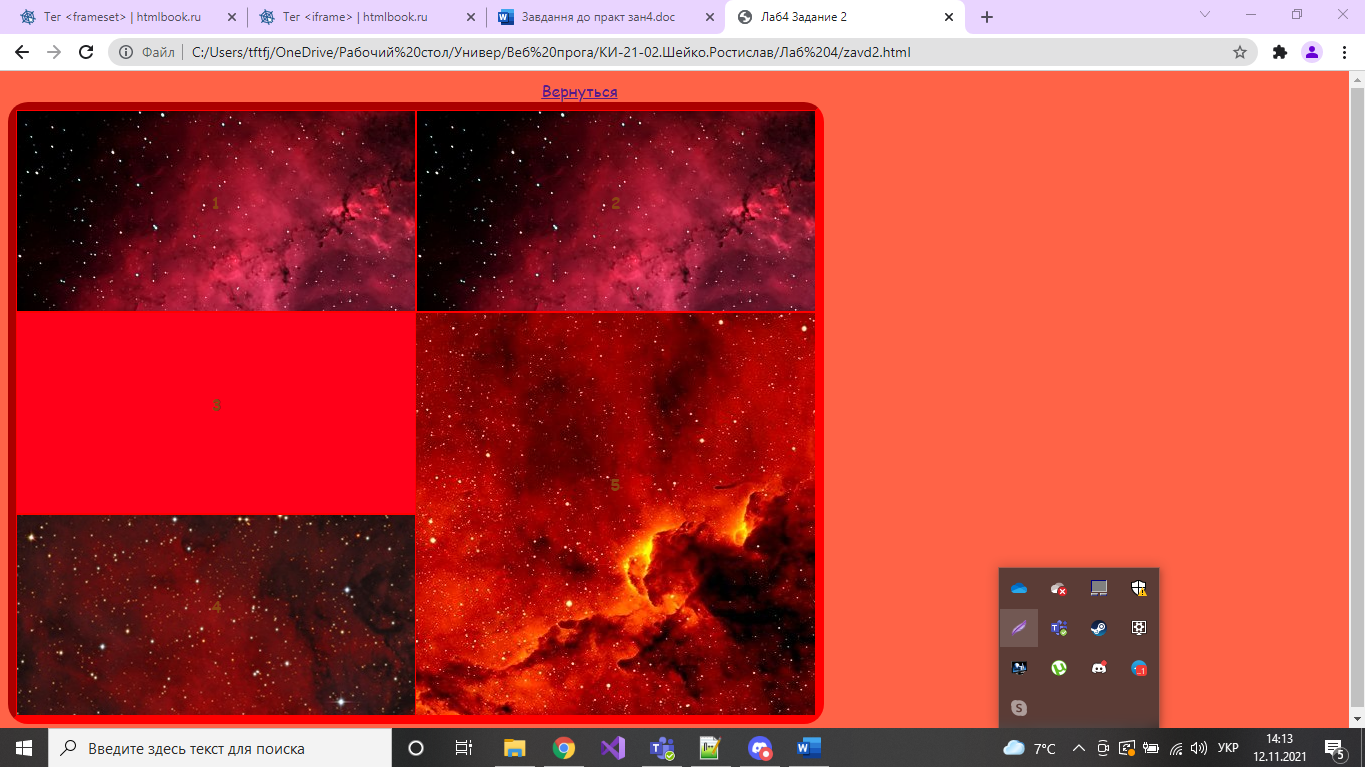 Тег <frameset> | htmlbook.ru
Тег <iframe> | htmlbook.ru
Завдання до практ зан4.doc
Лаб4 Задание 2
Файл
C:/Users/tftfj/OneDrive/Рабочий%20стол/Универ/Веб%20прога/КИ-21-02.Шейко.Ростислав/Лаб%204/zavd2.html
Вернуться
1
2
3
5
4
Введите здесь текст для поиска
7°C
УКР
14:13
12.11.2021
5